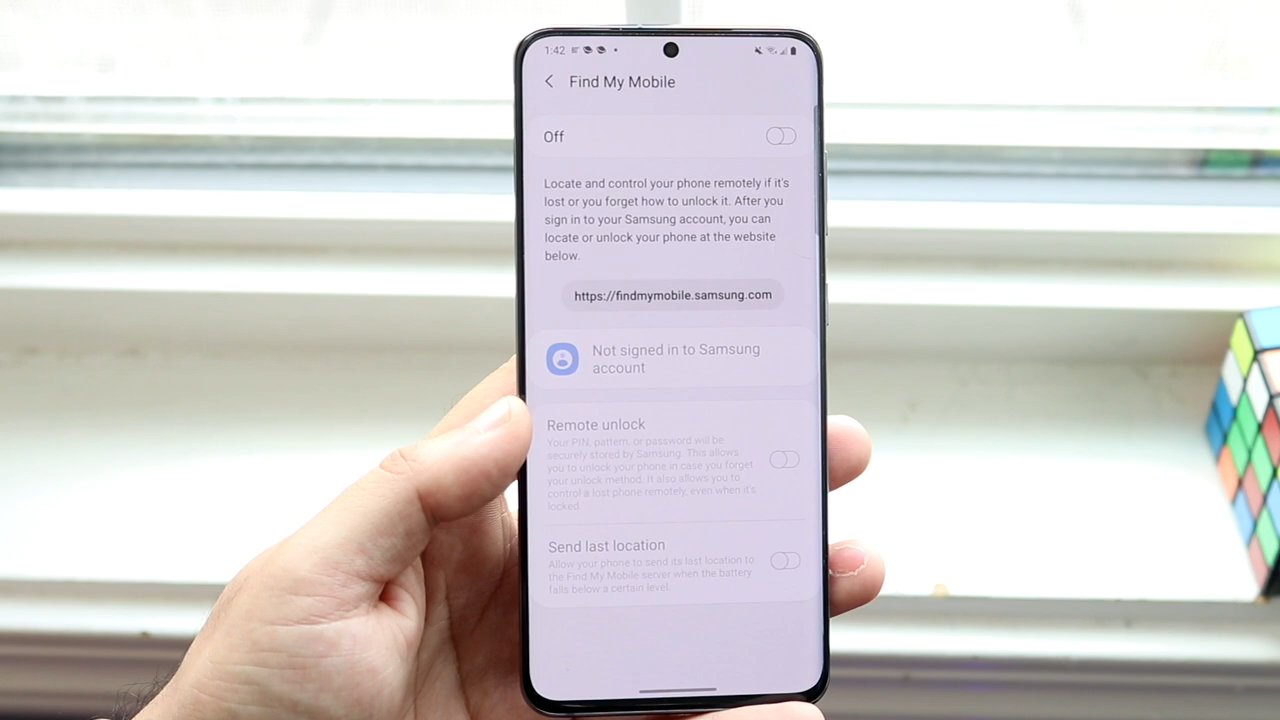 1:42
Find My Mobile
Off
Locate and control your phone remotely if it's
lost or you forget how to unlock it. After you
sign in to your Samsung account, you can
locate or unlock your phone at the website
below.
https://findmymobile.samsung.com
Not signed in to Samsung
account
Remote unlock
Your PIN, pattern, or password will be
securely stored by Samsung. This allows
you to unlock your phone in case you forget
your unlock method. It also allows you to
control a lost phone remotely, even when it's
locked.
Send last location
Allow your phone to send its last location to
the Find My Mobile server when the battery
falls below a certain level.